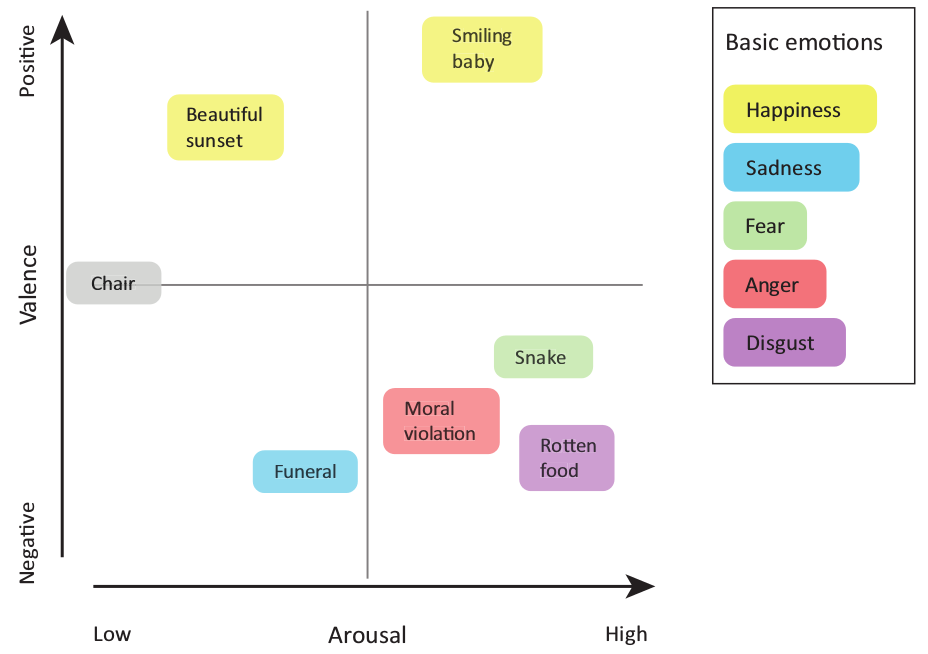 Positive
Valence
Negative
Smiling
baby
Beautiful
sunset
Chair
Snake
Moral
violation
Rotten
food
Funeral
Low
Arousal
High
Basic emotions
Happiness
Sadness
Fear
Anger
Disgust